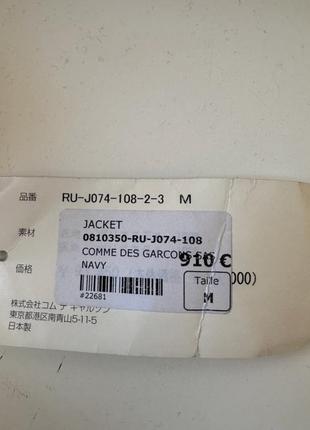 品番 RU-J074-108-2-3 M
素材
価格
JACKET
0810350-RU-J074-108
COMME DES GARCONS
NAVY
#22681
910 €
Taille
M
000)
株式会社コム デ ギャルソン
東京都港区南青山5-11-5
日本製